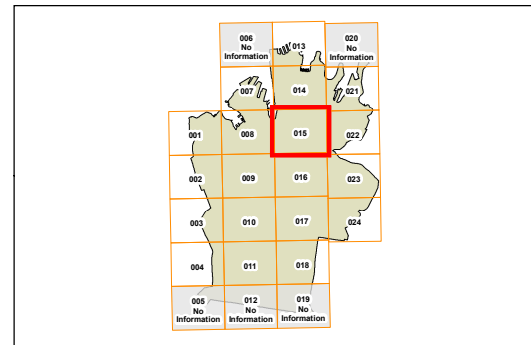 006
No
Information
013
020
No
Information
007
014
021
001
008
015
022
002
009
016
023
003
010
017
024
004
011
018
005
No
Information
012
No
Information
019
No
Information